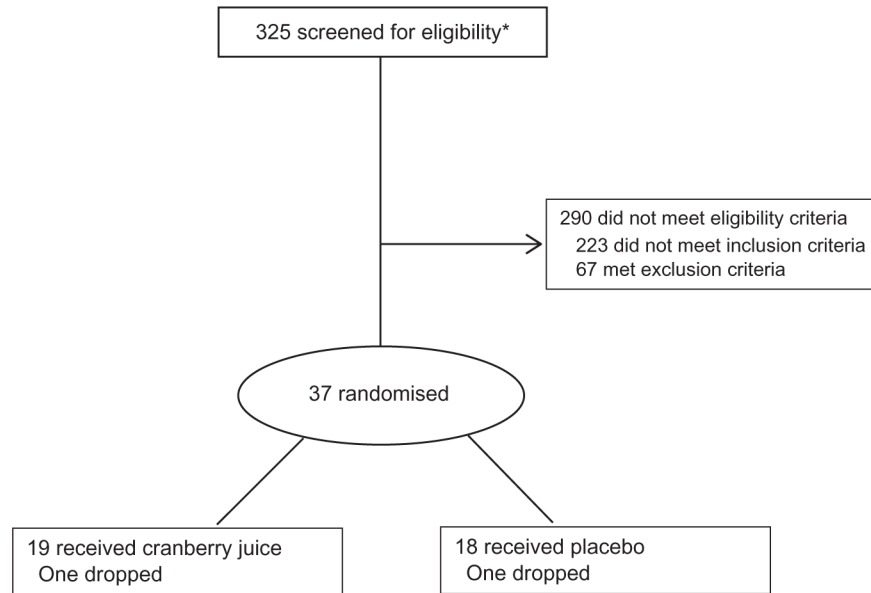 325 screened for eligibility*
290 did not meet eligibility criteria
223 did not meet inclusion criteria
67 met exclusion criteria
37 randomised
19 received cranberry juice
One dropped
18 received placebo
One dropped